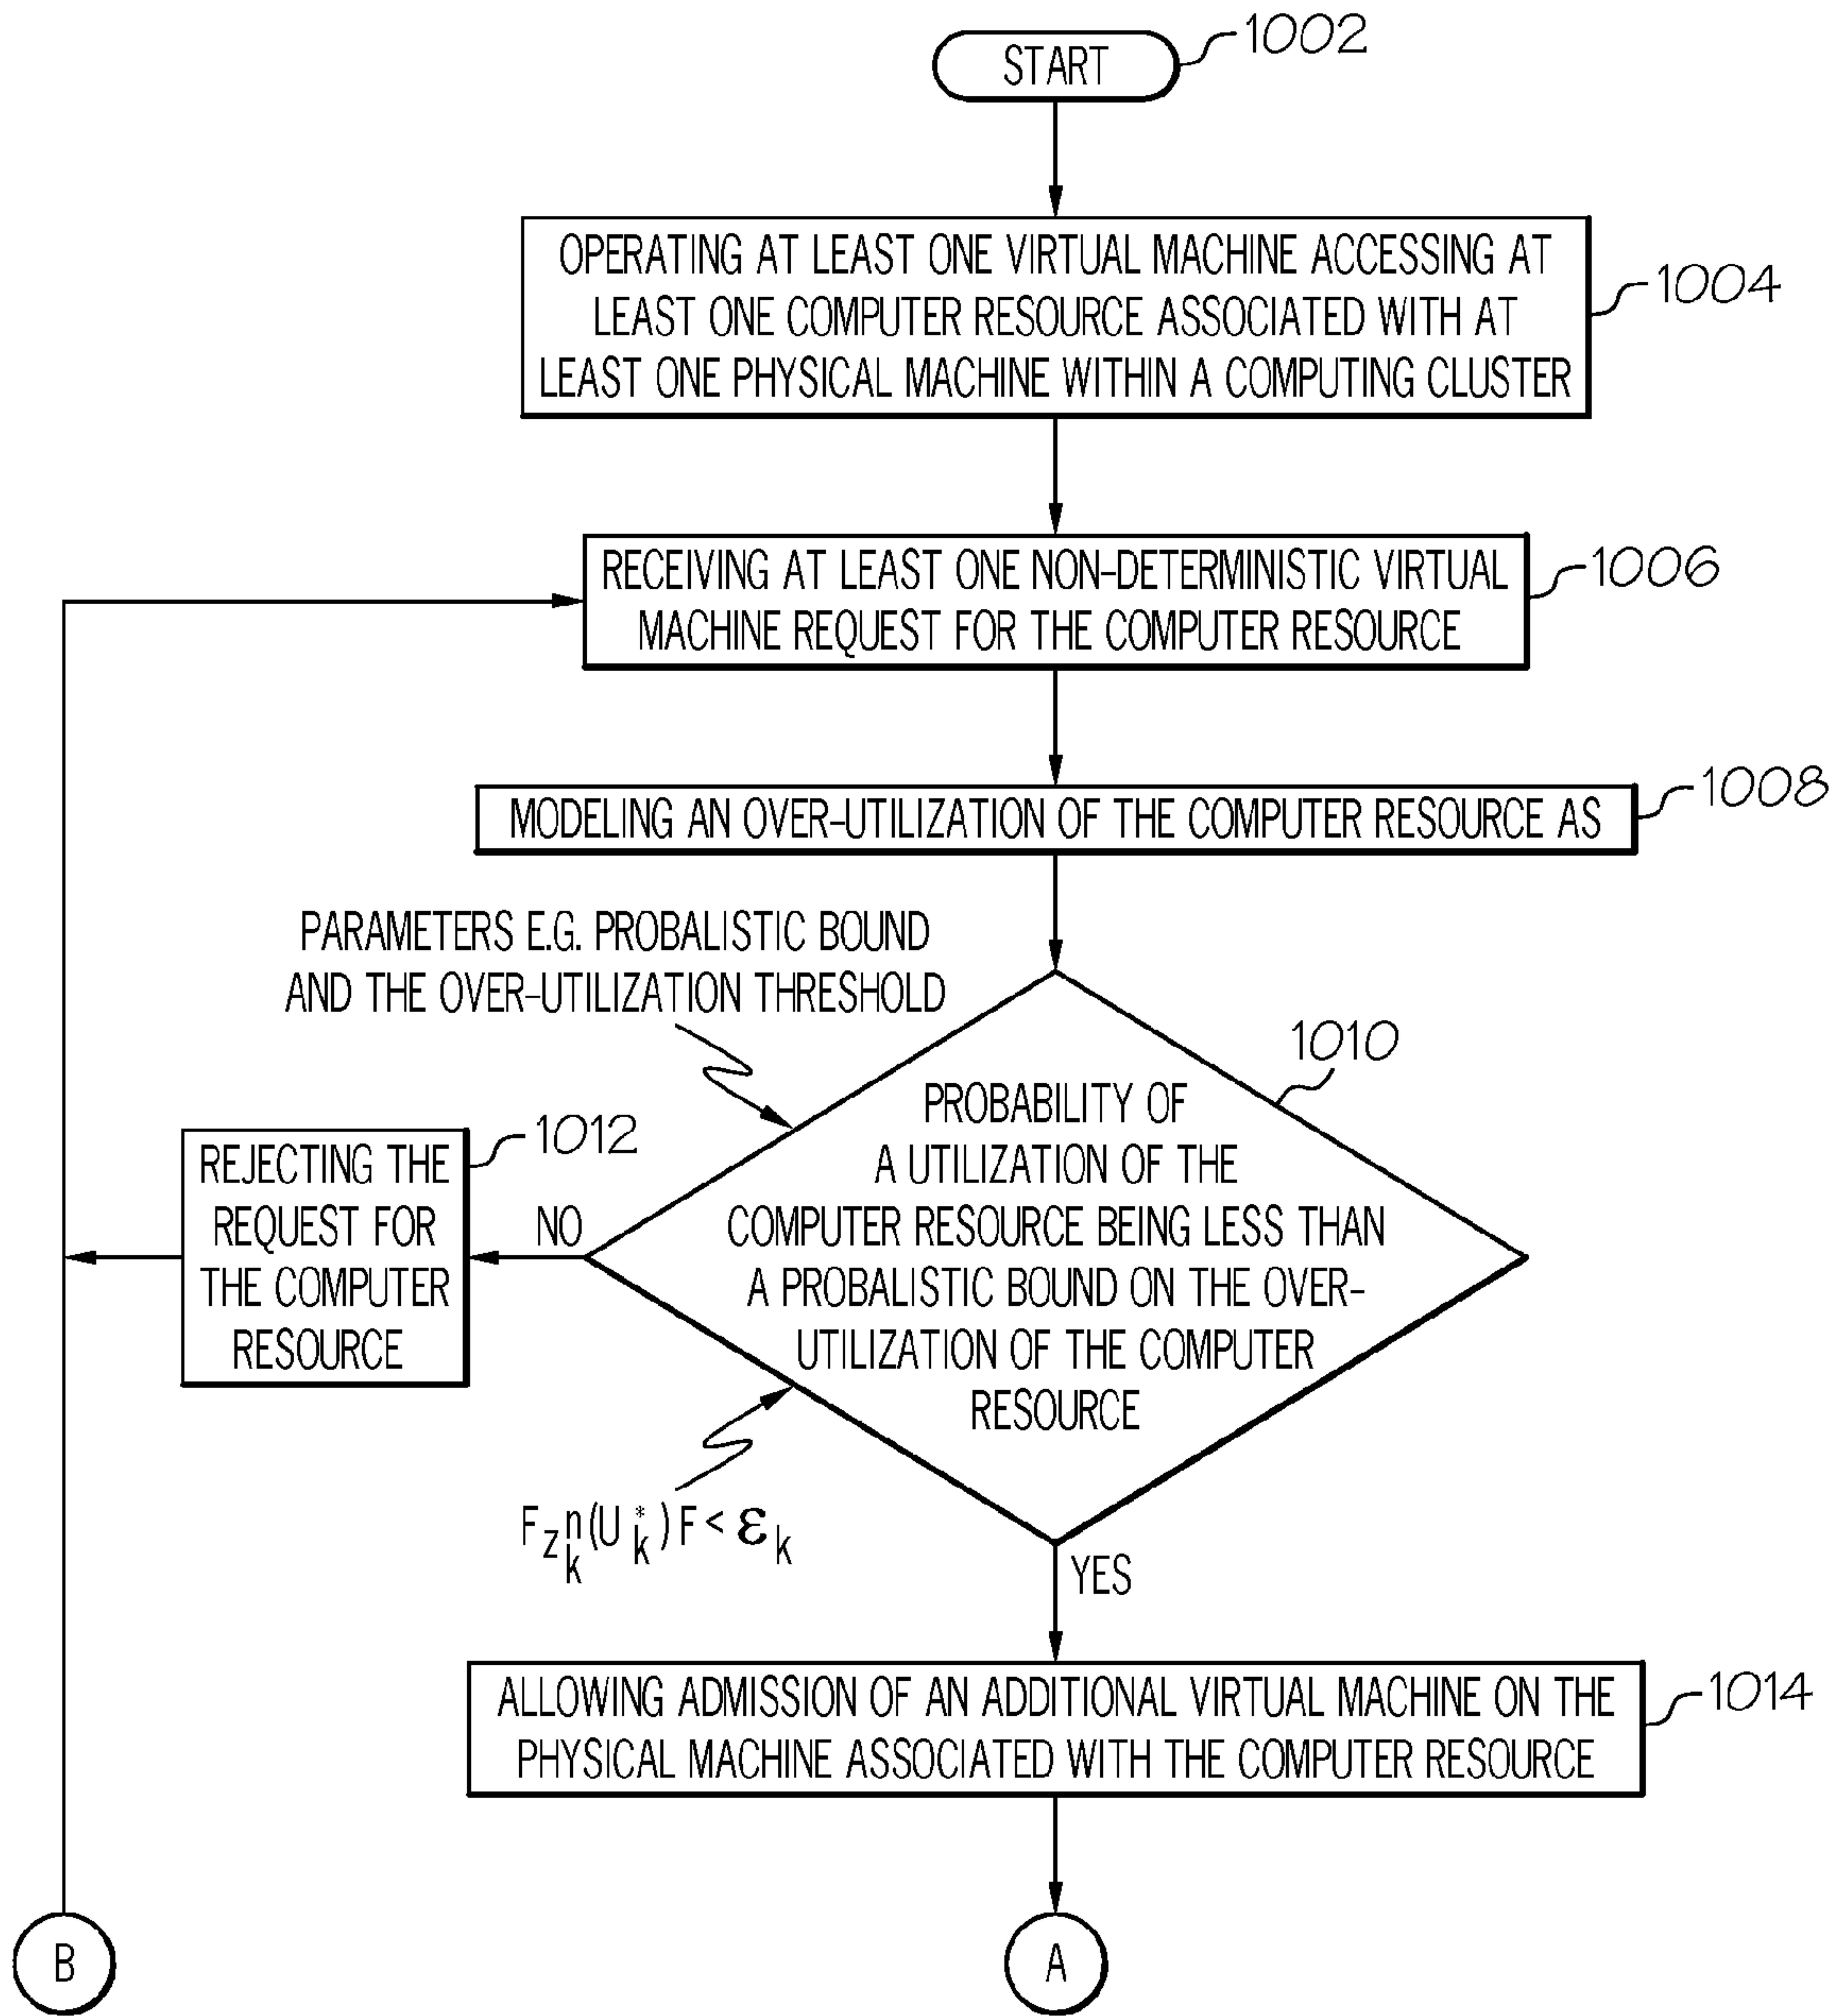 START
1002
OPERATING AT LEAST ONE VIRTUAL MACHINE ACCESSING AT
LEAST ONE COMPUTER RESOURCE ASSOCIATED WITH AT
LEAST ONE PHYSICAL MACHINE WITHIN A COMPUTING CLUSTER
1004
RECEIVING AT LEAST ONE NON-DETERMINISTIC VIRTUAL
MACHINE REQUEST FOR THE COMPUTER RESOURCE
1006
MODELING AN OVER-UTILIZATION OF THE COMPUTER RESOURCE AS
1008
PARAMETERS E.G. PROBALISTIC BOUND
AND THE OVER-UTILIZATION THRESHOLD
1010
PROBABILITY OF
A UTILIZATION OF THE
COMPUTER RESOURCE BEING LESS THAN
A PROBALISTIC BOUND ON THE OVER-
UTILIZATION OF THE COMPUTER
RESOURCE
NO
1012
REJECTING THE
REQUEST FOR
THE COMPUTER
RESOURCE
F_{z_k^n}(U_k^*)F < ε_k
YES
ALLOWING ADMISSION OF AN ADDITIONAL VIRTUAL MACHINE ON THE
PHYSICAL MACHINE ASSOCIATED WITH THE COMPUTER RESOURCE
1014
B
A